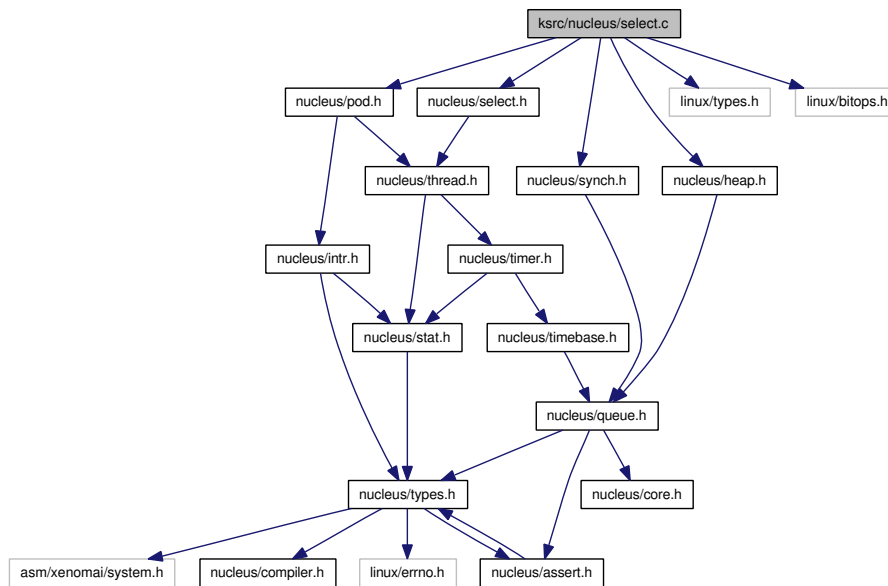 ksrc/nucleus/select.c
nucleus/pod.h
nucleus/select.h
linux/types.h
linux/bitops.h
nucleus/thread.h
nucleus/synch.h
nucleus/heap.h
nucleus/intr.h
nucleus/timer.h
nucleus/stat.h
nucleus/timebase.h
nucleus/queue.h
nucleus/types.h
nucleus/core.h
asm/xenomai/system.h
nucleus/compiler.h
linux/errno.h
nucleus/assert.h